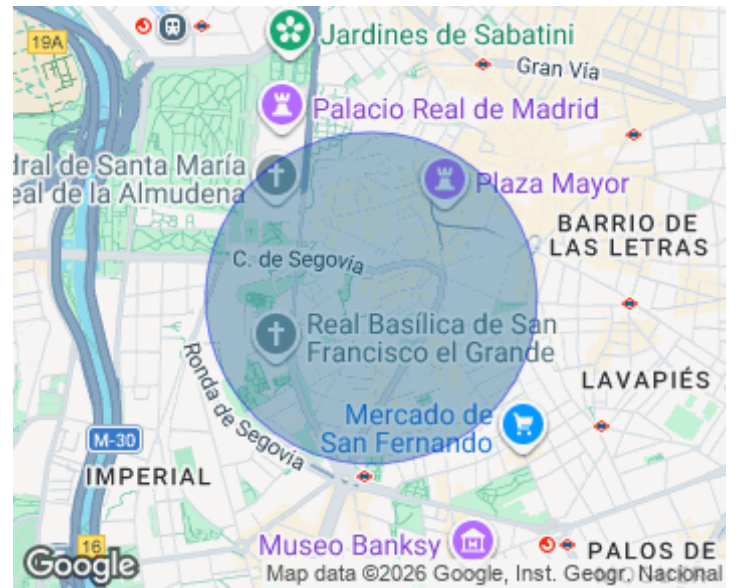 19A
Jardines de Sabatini
Gran Vía
Palacio Real de Madrid
dral de Santa María
eal de la Almudena
Plaza Mayor
BARRIO DE
LAS LETRAS
C. de Segovia
Real Basílica de San
Francisco el Grande
Ronda de Segovia
LAVAPIÉS
Mercado de
San Fernando
M-30
IMPERIAL
16
Museo Banksy
PALOS DE
Google
Map data ©2026 Google, Inst. Geogr. Nacional